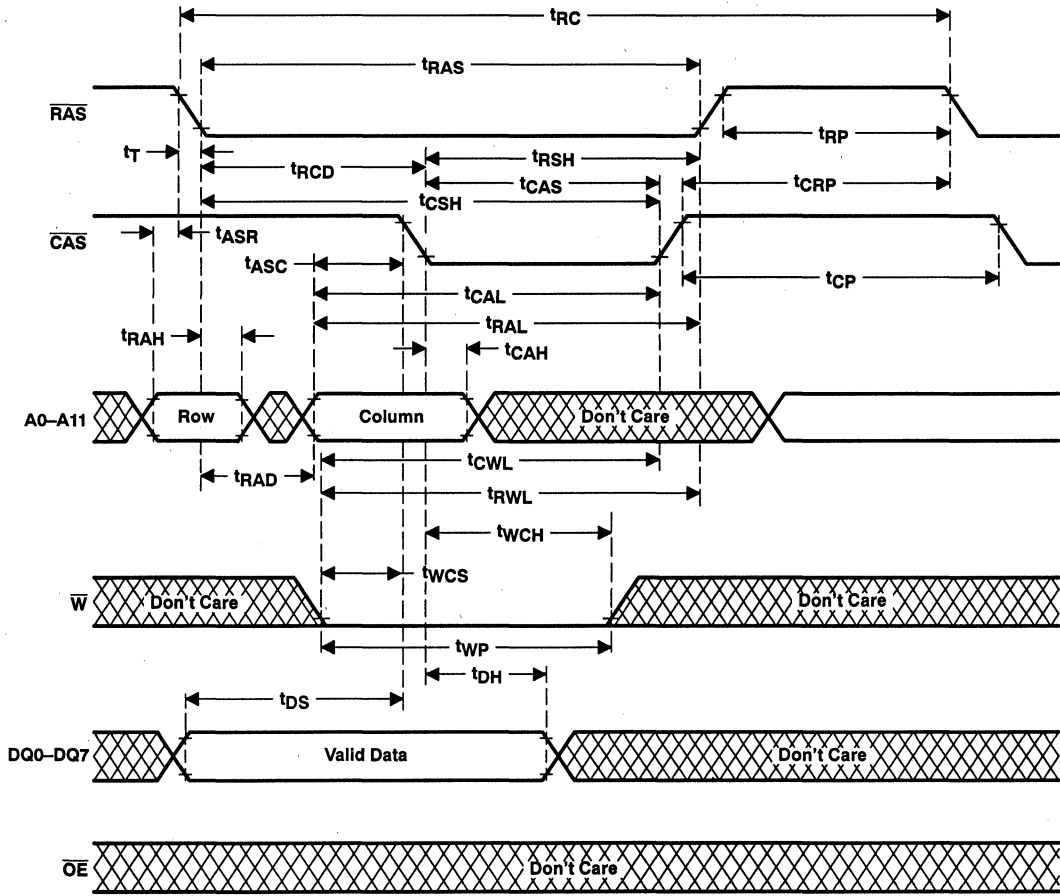 tRC
tRAS
RAS
tRP
tT
tRCD
tRSH
tCAS
tCRP
tCSH
CAS
tASR
tASC
tCP
tCAL
tRAH
tRAL
tCAH
A0–A11
Row
Column
Don't Care
tCWL
tRAD
tRWL
tWCH
tWCS
W
Don't Care
Don't Care
tWP
tDH
tDS
DQ0–DQ7
Valid Data
Don't Care
OE
Don't Care